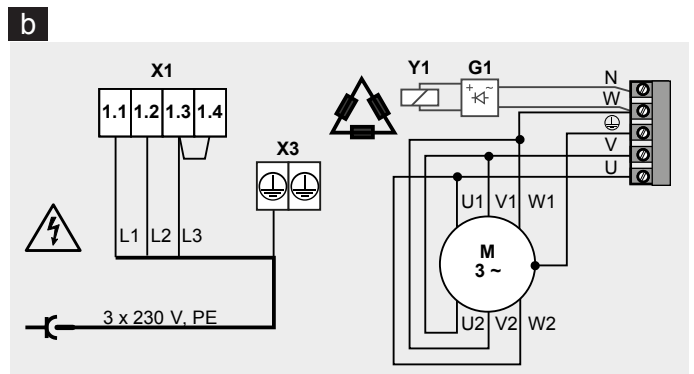 b
X1
1.1 1.2 1.3 1.4
X3
L1 L2 L3
3 x 230 V, PE
Y1 G1
+ ~
N
W
V
U
U1 V1 W1
M
3 ~
U2 V2 W2